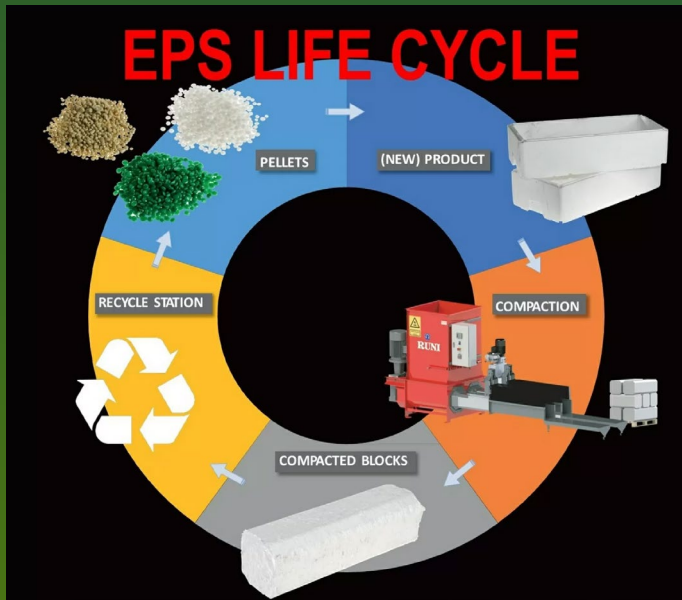 EPS LIFE CYCLE
PELLETS
(NEW) PRODUCT
RECYCLE STATION
COMPACTION
RUNI
COMPACTED BLOCKS